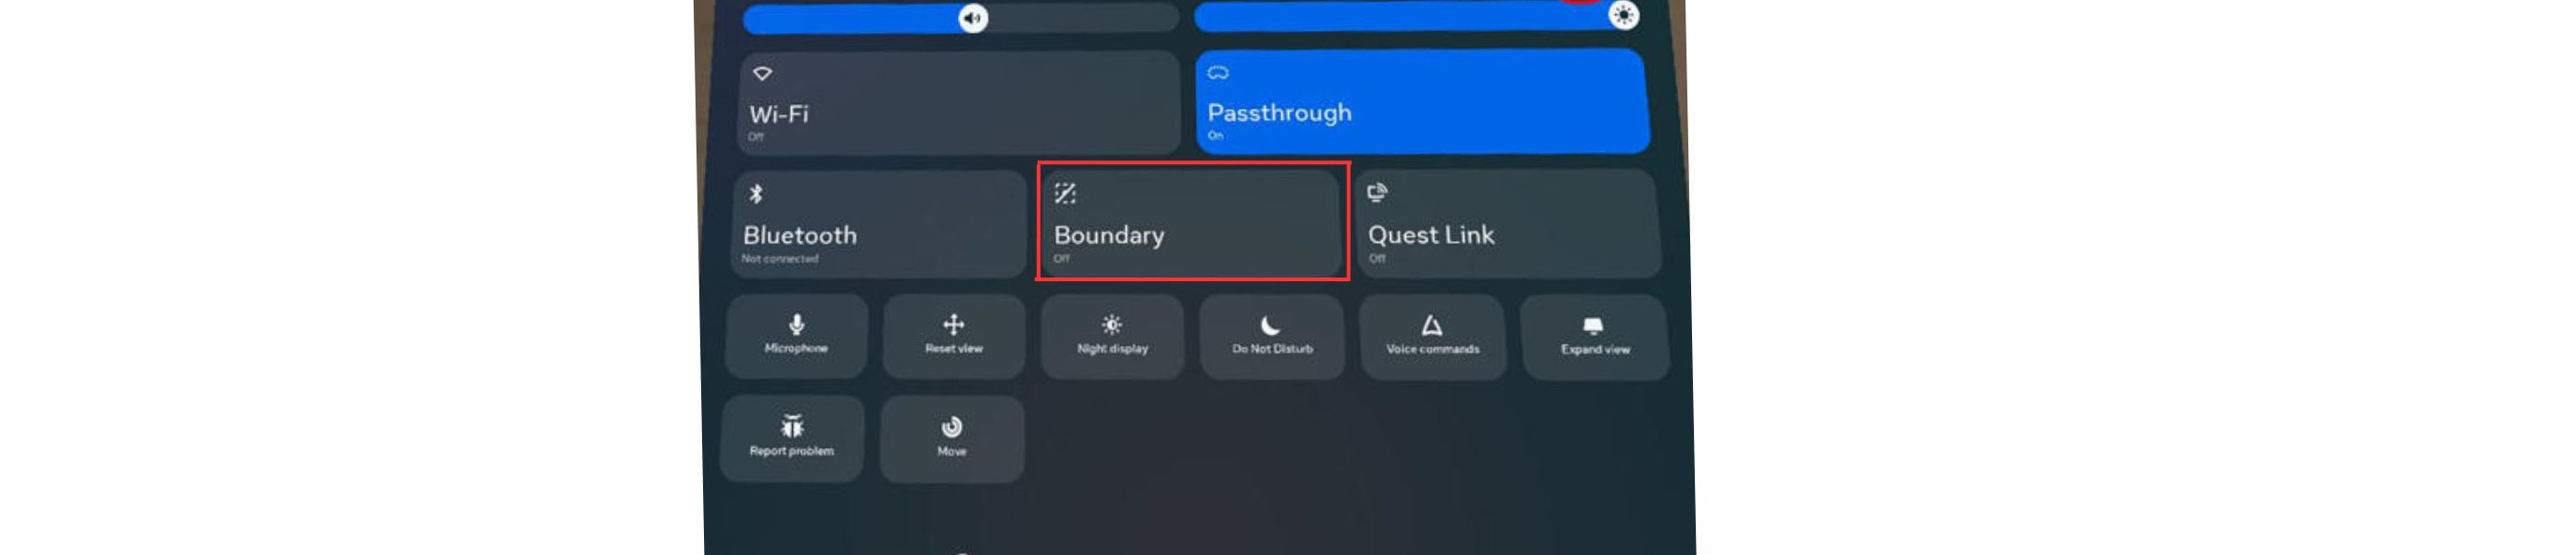 Wi-Fi
Off
Passthrough
On
Bluetooth
Not connected
Boundary
Off
Quest Link
Off
Microphone
Reset view
Night display
Do Not Disturb
Voice commands
Expand view
Report problem
Move